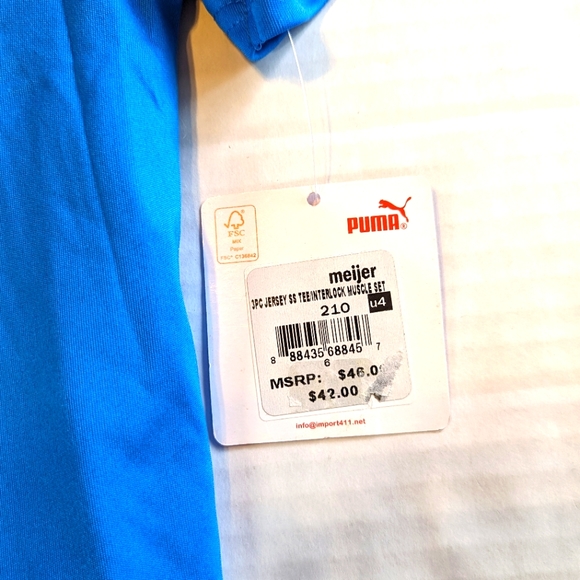 FSC
MIX
Paper
PUMA®
meijer
3PC JERSEY SS TEE/INTERLOCK MUSCLE SET
210
u4
8 88435 68845 7
6
MSRP: $46.0
$42.00
info@import411.net